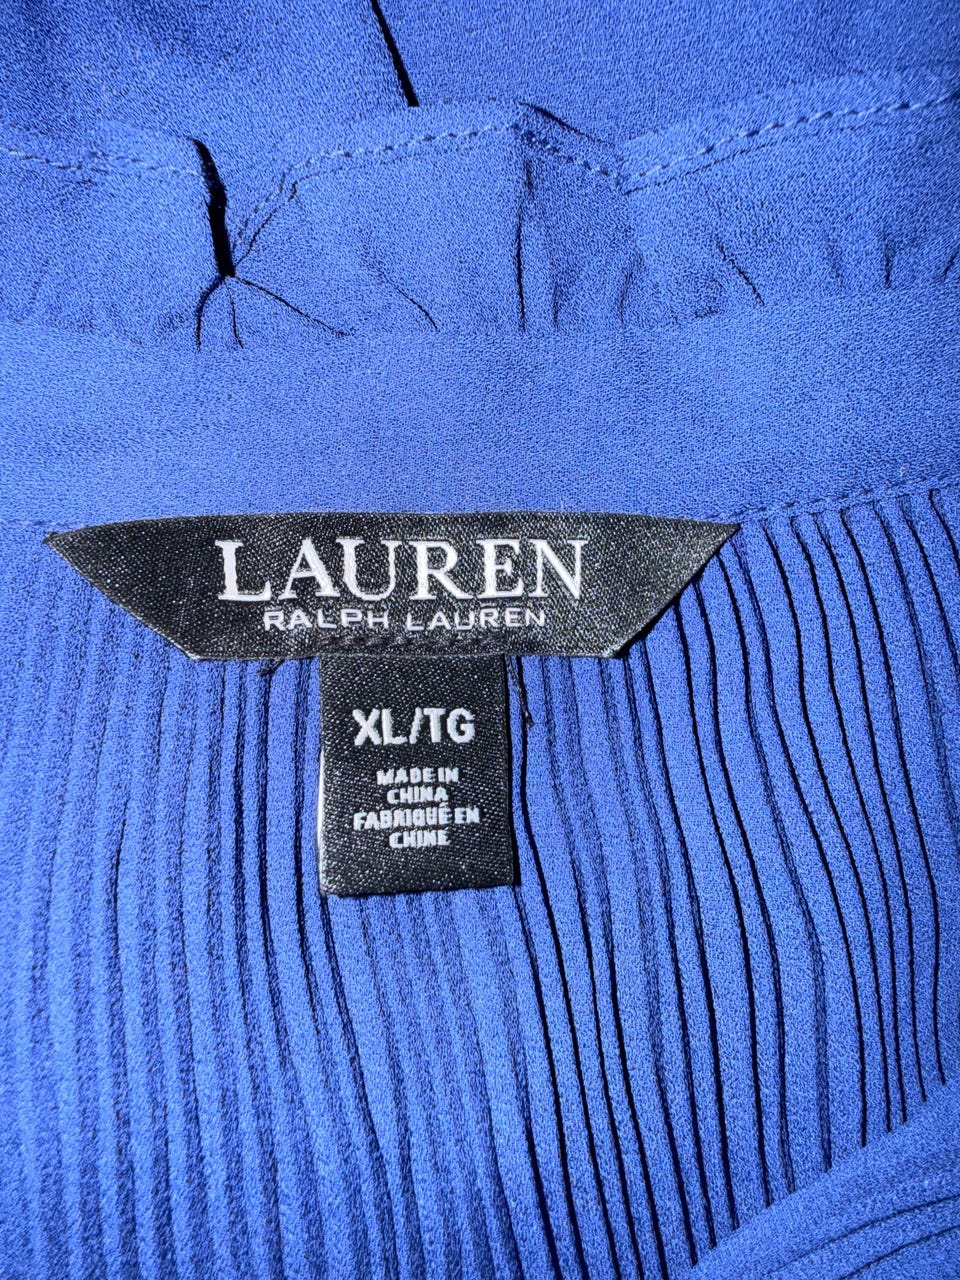 LAUREN
RALPH LAUREN
XL/TG
MADE IN
CHINA
FABRIQUÉ EN
CHINE